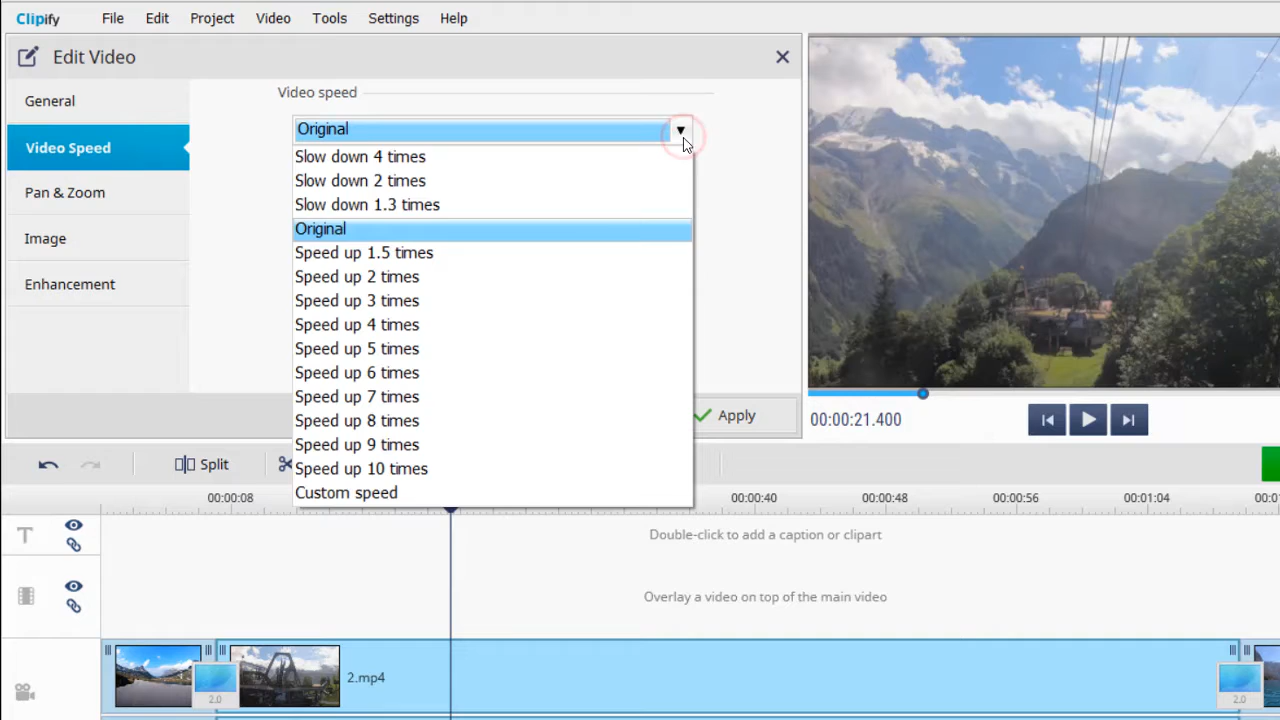 Clipify File Edit Project Video Tools Settings Help
Edit Video
General
Video Speed
Pan & Zoom
Image
Enhancement
Video speed
Original
Slow down 4 times
Slow down 2 times
Slow down 1.3 times
Original
Speed up 1.5 times
Speed up 2 times
Speed up 3 times
Speed up 4 times
Speed up 5 times
Speed up 6 times
Speed up 7 times
Speed up 8 times
Speed up 9 times
Speed up 10 times
Custom speed
Apply
00:00:21.400
Split
00:00:08 00:00:40 00:00:48 00:00:56 00:01:04
T Double-click to add a caption or clipart
Overlay a video on top of the main video
2.mp4
2.0 2.0